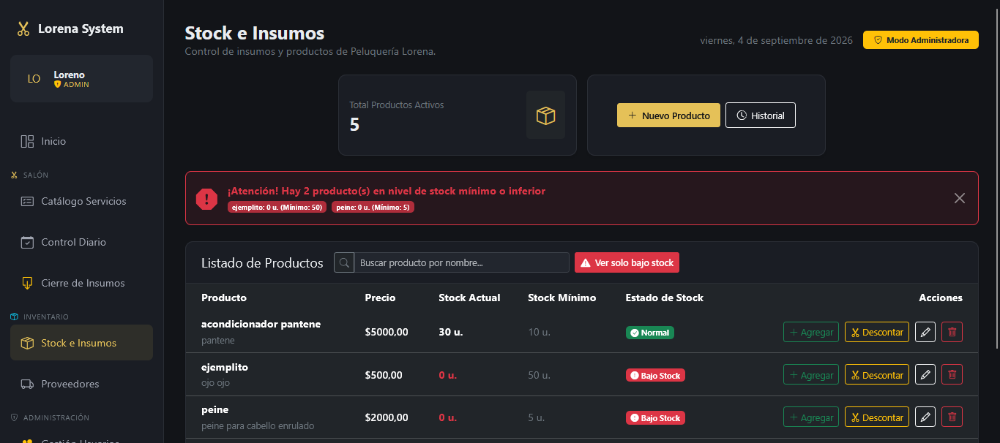 Lorena System
LO
Loreno
ADMIN
Inicio
SALÓN
Catálogo Servicios
Control Diario
Cierre de Insumos
INVENTARIO
Stock e Insumos
Proveedores
ADMINISTRACIÓN
Gestión Usuarios
Stock e Insumos
Control de insumos y productos de Peluquería Lorena.
viernes, 4 de septiembre de 2026
Modo Administradora
Total Productos Activos
5
Nuevo Producto
Historial
¡Atención! Hay 2 producto(s) en nivel de stock mínimo o inferior
ejemplito: 0 u. (Mínimo: 50) peine: 0 u. (Mínimo: 5)
Listado de Productos
Buscar producto por nombre...
Ver solo bajo stock
Producto Precio Stock Actual Stock Mínimo Estado de Stock Acciones
acondicionador pantene
pantene
$5000,00 30 u. 10 u. Normal Agregar Descontar
ejemplito
ojo ojo
$500,00 0 u. 50 u. Bajo Stock Agregar Descontar
peine
peine para cabello enrulado
$2000,00 0 u. 5 u. Bajo Stock Agregar Descontar